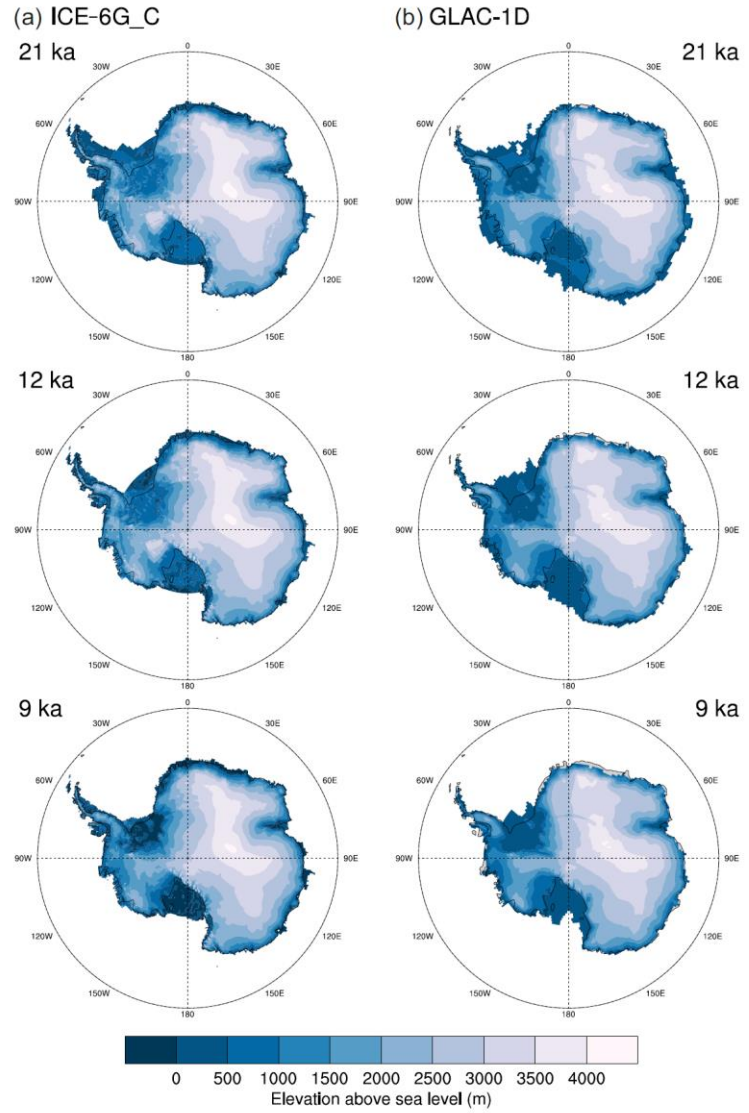 (a) ICE-6G_C
(b) GLAC-1D
21 ka
21 ka
0
30W
30E
60W
60E
90W
90E
120W
120E
150W
150E
180
0
30W
30E
60W
60E
90W
90E
120W
120E
150W
150E
180
12 ka
12 ka
0
30W
30E
60W
60E
90W
90E
120W
120E
150W
150E
180
0
30W
30E
60W
60E
90W
90E
120W
120E
150W
150E
180
9 ka
9 ka
0
30W
30E
60W
60E
90W
90E
120W
120E
150W
150E
180
0
30W
30E
60W
60E
90W
90E
120W
120E
150W
150E
180
0 500 1000 1500 2000 2500 3000 3500 4000
Elevation above sea level (m)